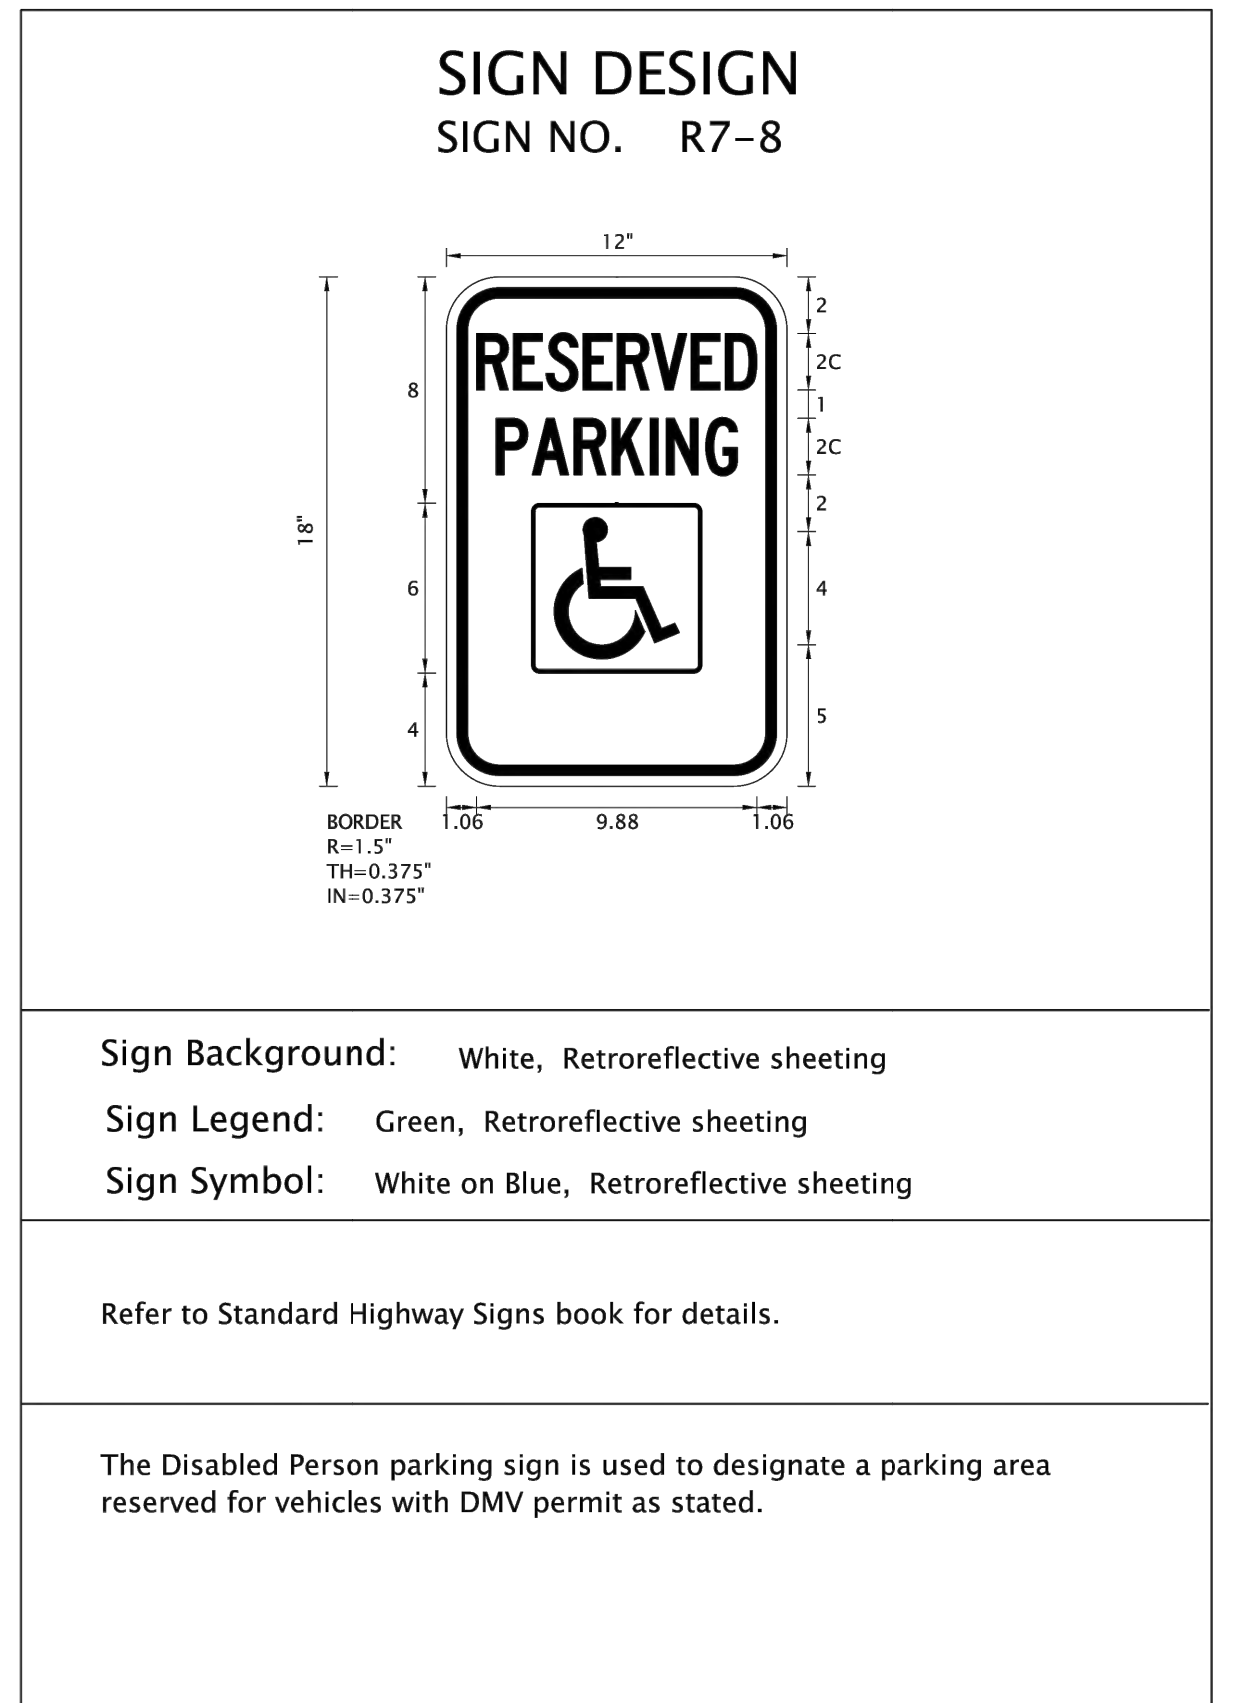 SIGN DESIGN
SIGN NO. R7-8
12"
18"
8
6
4
2
2C
1
2C
2
4
5
RESERVED
PARKING
1.06 9.88 1.06
BORDER
R=1.5"
TH=0.375"
IN=0.375"
Sign Background: White, Retroreflective sheeting
Sign Legend: Green, Retroreflective sheeting
Sign Symbol: White on Blue, Retroreflective sheeting
Refer to Standard Highway Signs book for details.
The Disabled Person parking sign is used to designate a parking area
reserved for vehicles with DMV permit as stated.